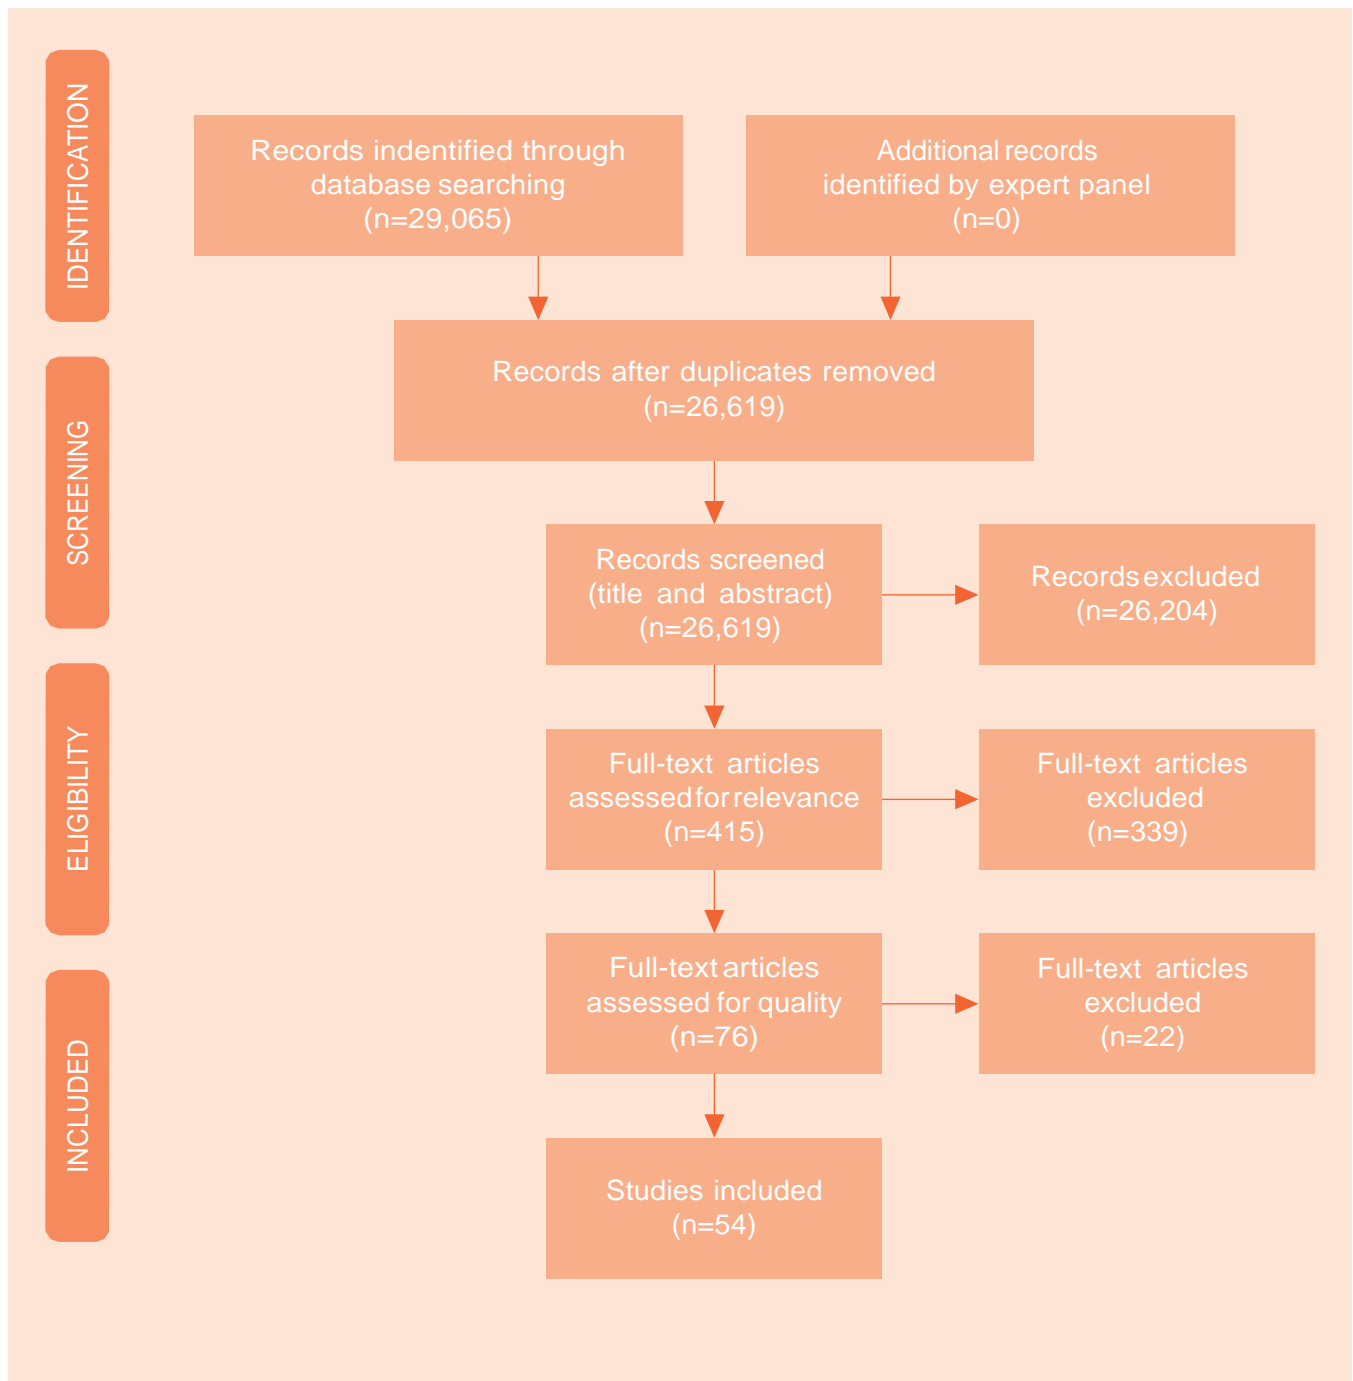 IDENTIFICATION
Records indentified through
database searching
(n=29,065)
Additional records
identified by expert panel
(n=0)
Records after duplicates removed
(n=26,619)
SCREENING
Records screened
(title and abstract)
(n=26,619)
Records excluded
(n=26,204)
ELIGIBILITY
Full-text articles
assessed for relevance
(n=415)
Full-text articles
excluded
(n=339)
Full-text articles
assessed for quality
(n=76)
Full-text articles
excluded
(n=22)
INCLUDED
Studies included
(n=54)